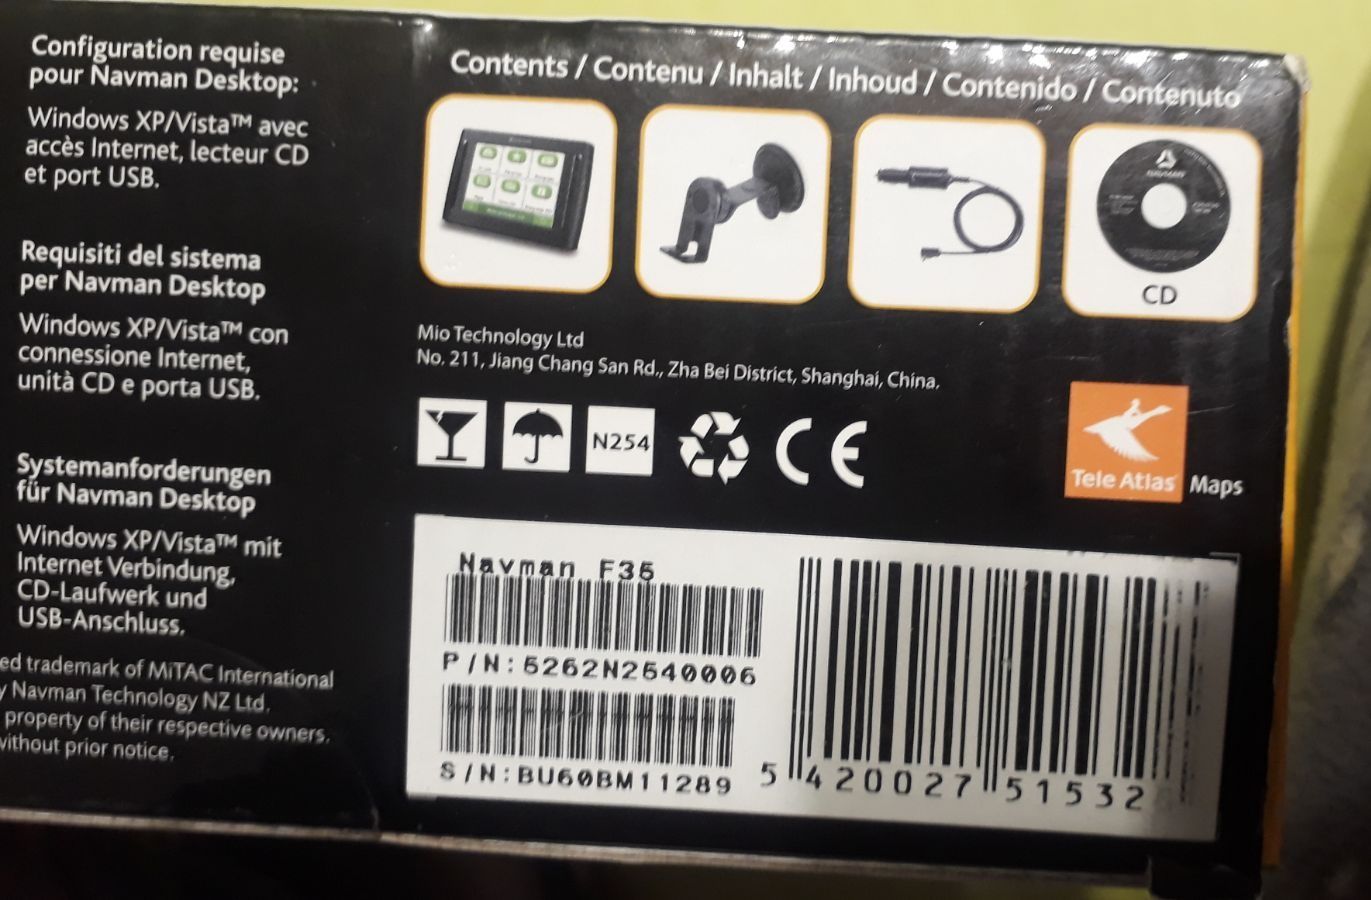 Configuration requise
pour Navman Desktop:
Windows XP/Vista™ avec
accès Internet, lecteur CD
et port USB.
Requisiti del sistema
per Navman Desktop
Windows XP/Vista™ con
connessione Internet,
unità CD e porta USB.
Systemanforderungen
für Navman Desktop
Windows XP/Vista™ mit
Internet Verbindung,
CD-Laufwerk und
USB-Anschluss.
ed trademark of MiTAC International
y Navman Technology NZ Ltd.
property of their respective owners.
without prior notice.
Contents / Contenu / Inhalt / Inhoud / Contenido / Contenuto
NAVMAN
CD
Mio Technology Ltd
No. 211, Jiang Chang San Rd., Zha Bei District, Shanghai, China.
N254
CE
Tele Atlas Maps
Navman F35
P/N:5262N2540006
S/N:BU60BM11289
5 420027 51532